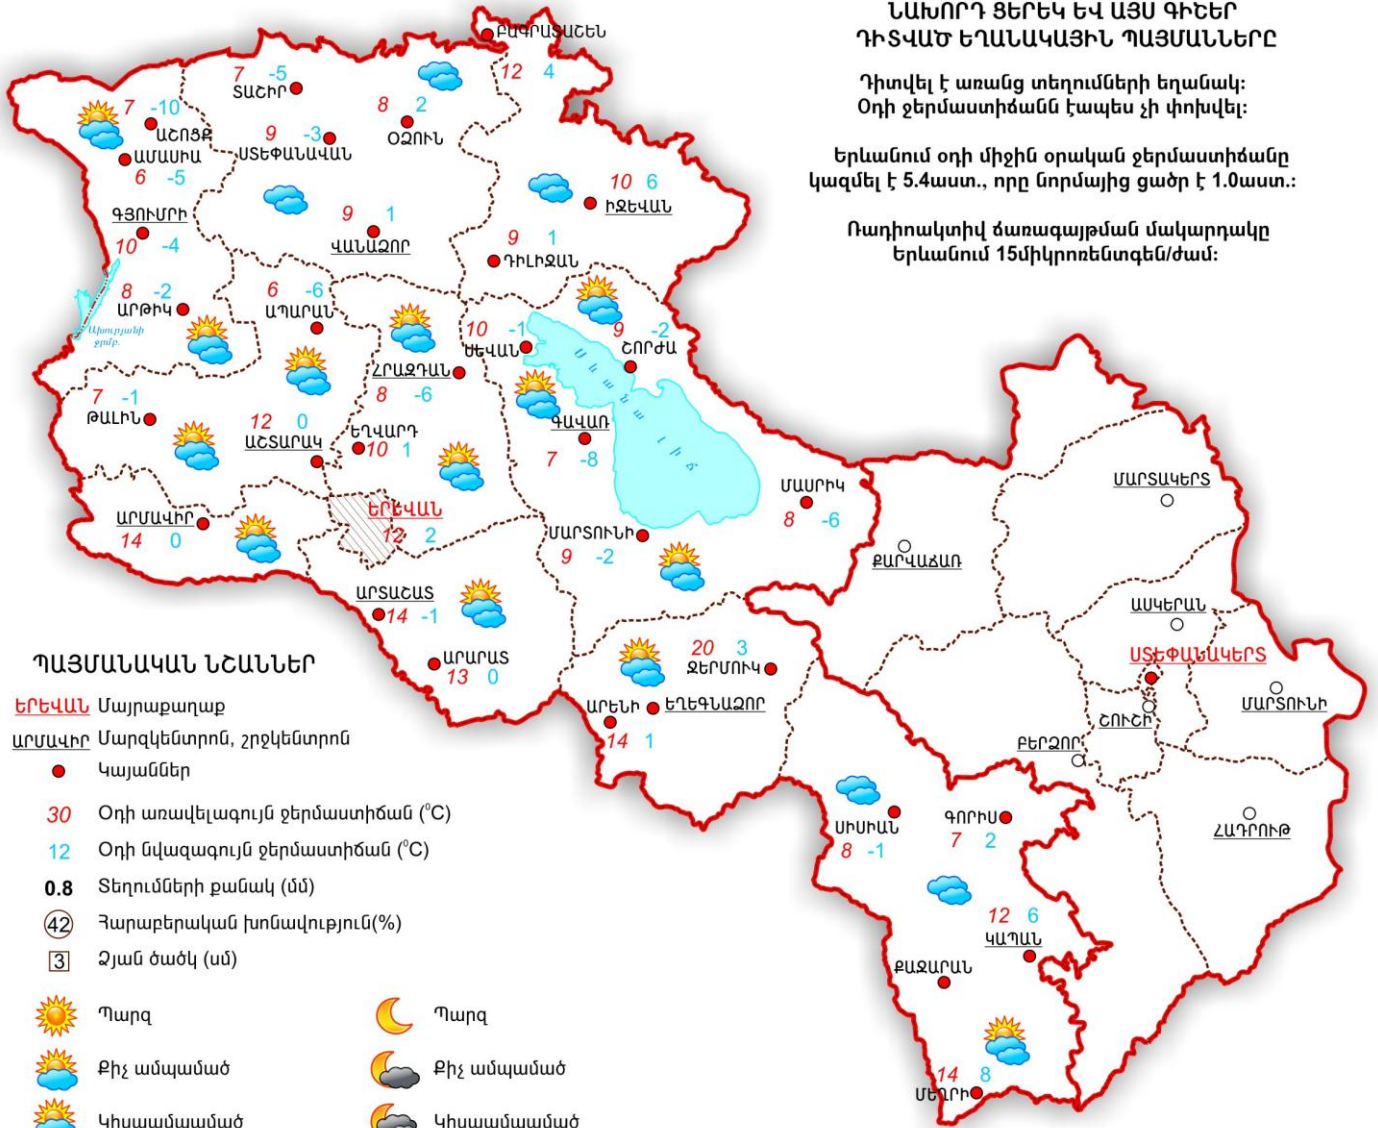 ՆԱԽՈՐԴ ՑԵՐԵԿ ԵՎ ԱՅՍ ԳԻՇԵՐ
ԴԻՏՎԱԾ ԵՂԱՆԱԿԱՅԻՆ ՊԱՅՄԱՆՆԵՐԸ
Դիտվել է առանց տեղումների եղանակ:
Օդի ջերմաստիճանն էապես չի փոխվել:
Երևանում օդի միջին օրական ջերմաստիճանը
կազմել է 5.4աստ., որը նորմայից ցածր է 1.0աստ.:
Ռադիոակտիվ ճառագայթման մակարդակը
Երևանում 15միկրոռենտգեն/ժամ:
ԲԱԳՐԱՏԱՇԵՆ
12 4
7 -5
ՏԱՇԻՐ
7 -10
ԱՇՈՑՔ
8 2
ՕՁՈՒՆ
9 -3
ՍՏԵՓԱՆԱՎԱՆ
ԱՄԱՍԻԱ
6 -5
10 6
ԻՋԵՎԱՆ
ԳՅՈՒՄՐԻ
10 -4
9 1
ՎԱՆԱՁՈՐ
9 1
ԴԻԼԻՋԱՆ
8 -2
ԱՐԹԻԿ
6 -6
ԱՊԱՐԱՆ
Ախուրյանի
ջրմբ.
10 -1
ՍԵՎԱՆ
9 -2
ՇՈՐԺԱ
Սևանա լիճ
ՀՐԱԶԴԱՆ
8 -6
7 -1
ԹԱԼԻՆ
12 0
ԱՇՏԱՐԱԿ
ԵՂՎԱՐԴ
10 1
ԳԱՎԱՌ
7 -8
ՄԱՍՐԻԿ
8 -6
ՄԱՐՏԱԿԵՐՏ
ԱՐՄԱՎԻՐ
14 0
ԵՐԵՎԱՆ
12 2
ՄԱՐՏՈՒՆԻ
9 -2
ՔԱՐՎԱՃԱՌ
ԱՐՏԱՇԱՏ
14 -1
ԱՍԿԵՐԱՆ
ԱՐԱՐԱՏ
13 0
20 3
ՋԵՐՄՈՒԿ
ՍՏԵՓԱՆԱԿԵՐՏ
ԱՐԵՆԻ
14 1
ԵՂԵԳՆԱՁՈՐ
ՇՈՒՇԻ
ՄԱՐՏՈՒՆԻ
ԲԵՐՁՈՐ
ՍԻՍԻԱՆ
8 -1
ԳՈՐԻՍ
7 2
ՀԱԴՐՈՒԹ
12 6
ԿԱՊԱՆ
ՔԱՋԱՐԱՆ
14 8
ՄԵՂՐԻ
ՊԱՅՄԱՆԱԿԱՆ ՆՇԱՆՆԵՐ
ԵՐԵՎԱՆ Մայրաքաղաք
ԱՐՄԱՎԻՐ Մարզկենտրոն, շրջկենտրոն
Կայաններ
30 Օդի առավելագույն ջերմաստիճան (⁰C)
12 Օդի նվազագույն ջերմաստիճան (⁰C)
0.8 Տեղումների քանակ (մմ)
42 Հարաբերական խոնավություն(%)
3 Ձյան ծածկ (սմ)
Պարզ Պարզ
Քիչ ամպամած Քիչ ամպամած
Կիսաամպամած Կիսաամպամած